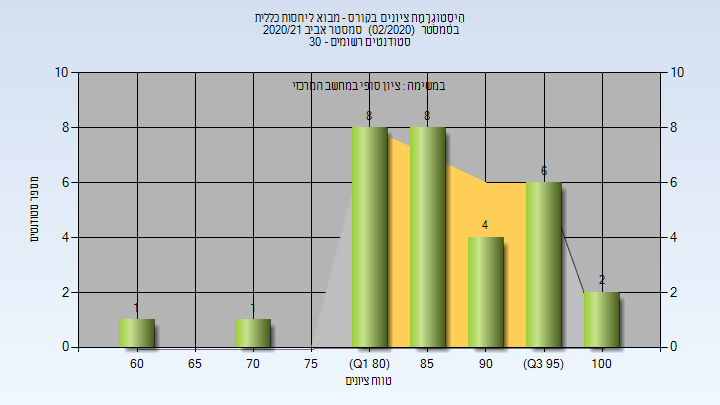 היסטוגרמת ציונים בקורס - מבוא ליחסות כללית
בסמסטר (02/2020) סמסטר אביב 2020/21
סטודנטים רשומים - 30
במשימה : ציון סופי במחשב המרכזי
10 10
8 8
8 8
6 6
6
4 4
4
2 2
2
1 1
0 0
60 65 70 75 (Q1 80) 85 90 (Q3 95) 100
טווח ציונים
מספר סטודנטים